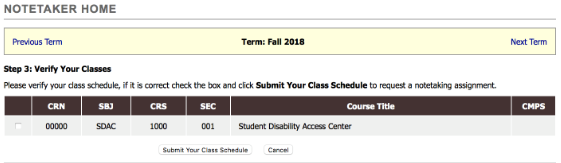 NOTETAKER HOME
Previous Term Term: Fall 2018 Next Term
Step 3: Verify Your Classes
Please verify your class schedule, if it is correct check the box and click Submit Your Class Schedule to request a notetaking assignment.
CRN SBJ CRS SEC Course Title CMPS
00000 SDAC 1000 001 Student Disability Access Center
Submit Your Class Schedule Cancel